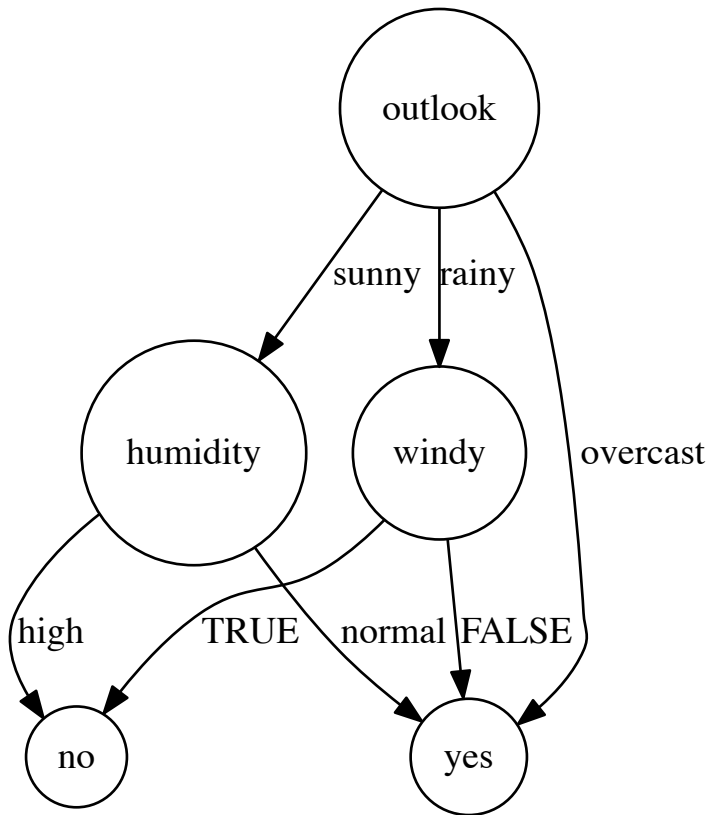 outlook
sunny
rainy
humidity
windy
overcast
high
TRUE
normal
FALSE
no
yes